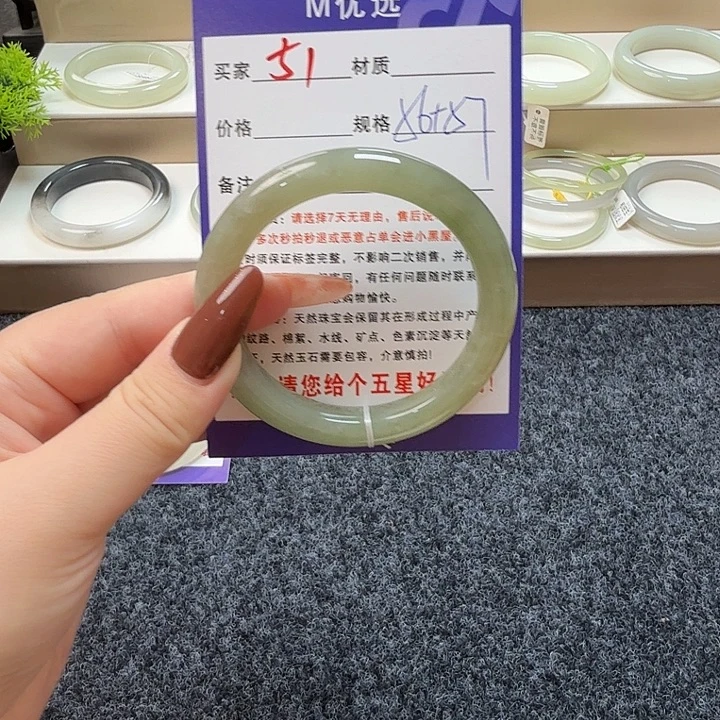 M优选
买家 51 材质
价格 规格
备注
：请选择7天无理由，售后说
多次秒拍秒退或恶意占单会进小黑屋.
时须保证标签完整，不影响二次销售，并
有任何问题随时联系
购物愉快。
：天然珠宝会保留其在形成过程中产
纹路、棉絮、水线、矿点、色素沉淀等天
，天然玉石需要包容，介意慎拍！
请您给个五星好 ！